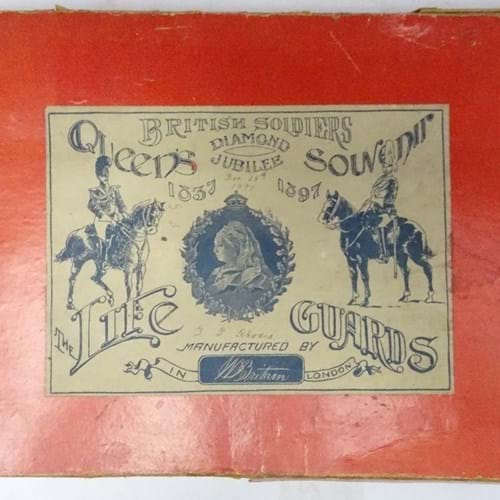 BRITISH SOLDIERS
QUEEN'S DIAMOND JUBILEE SOUVENIR
1837 1897
THE LIFE GUARDS
MANUFACTURED BY
IN W Britain LONDON